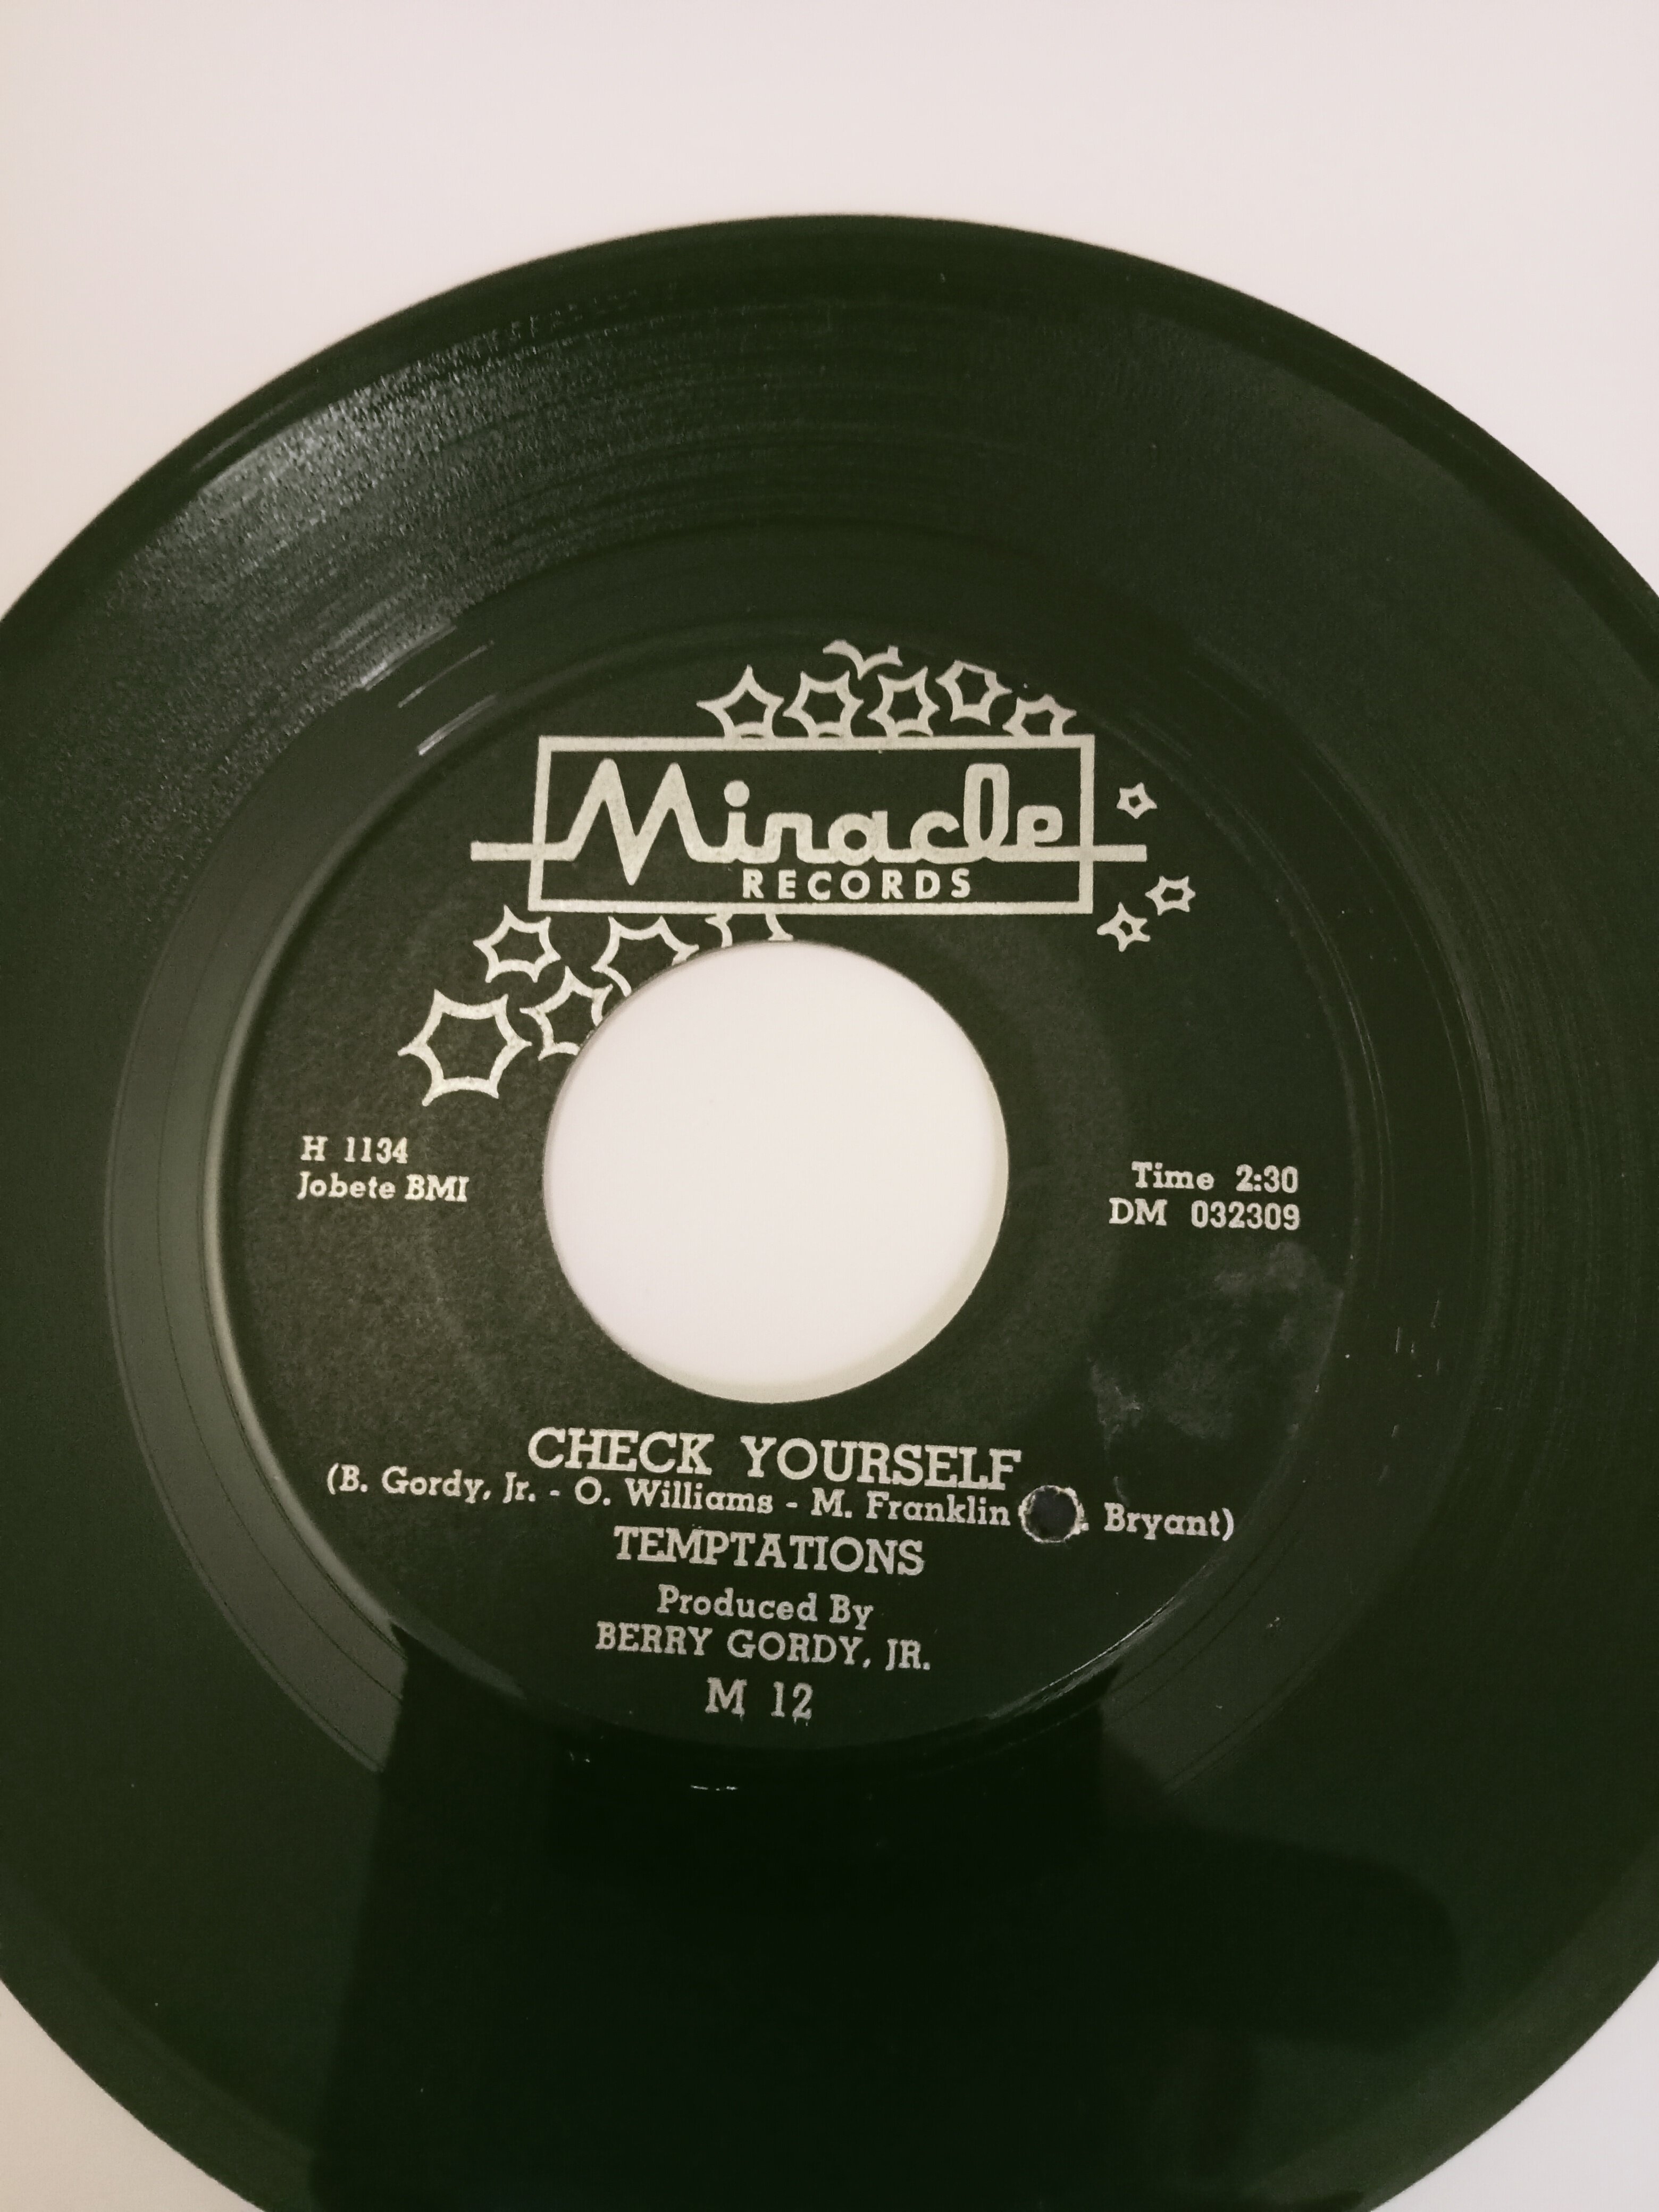 Miracle
RECORDS
H 1134
Jobete BMI
Time 2:30
DM 032309
CHECK YOURSELF
(B. Gordy, Jr. - O. Williams - M. Franklin . Bryant)
TEMPTATIONS
Produced By
BERRY GORDY, JR.
M 12